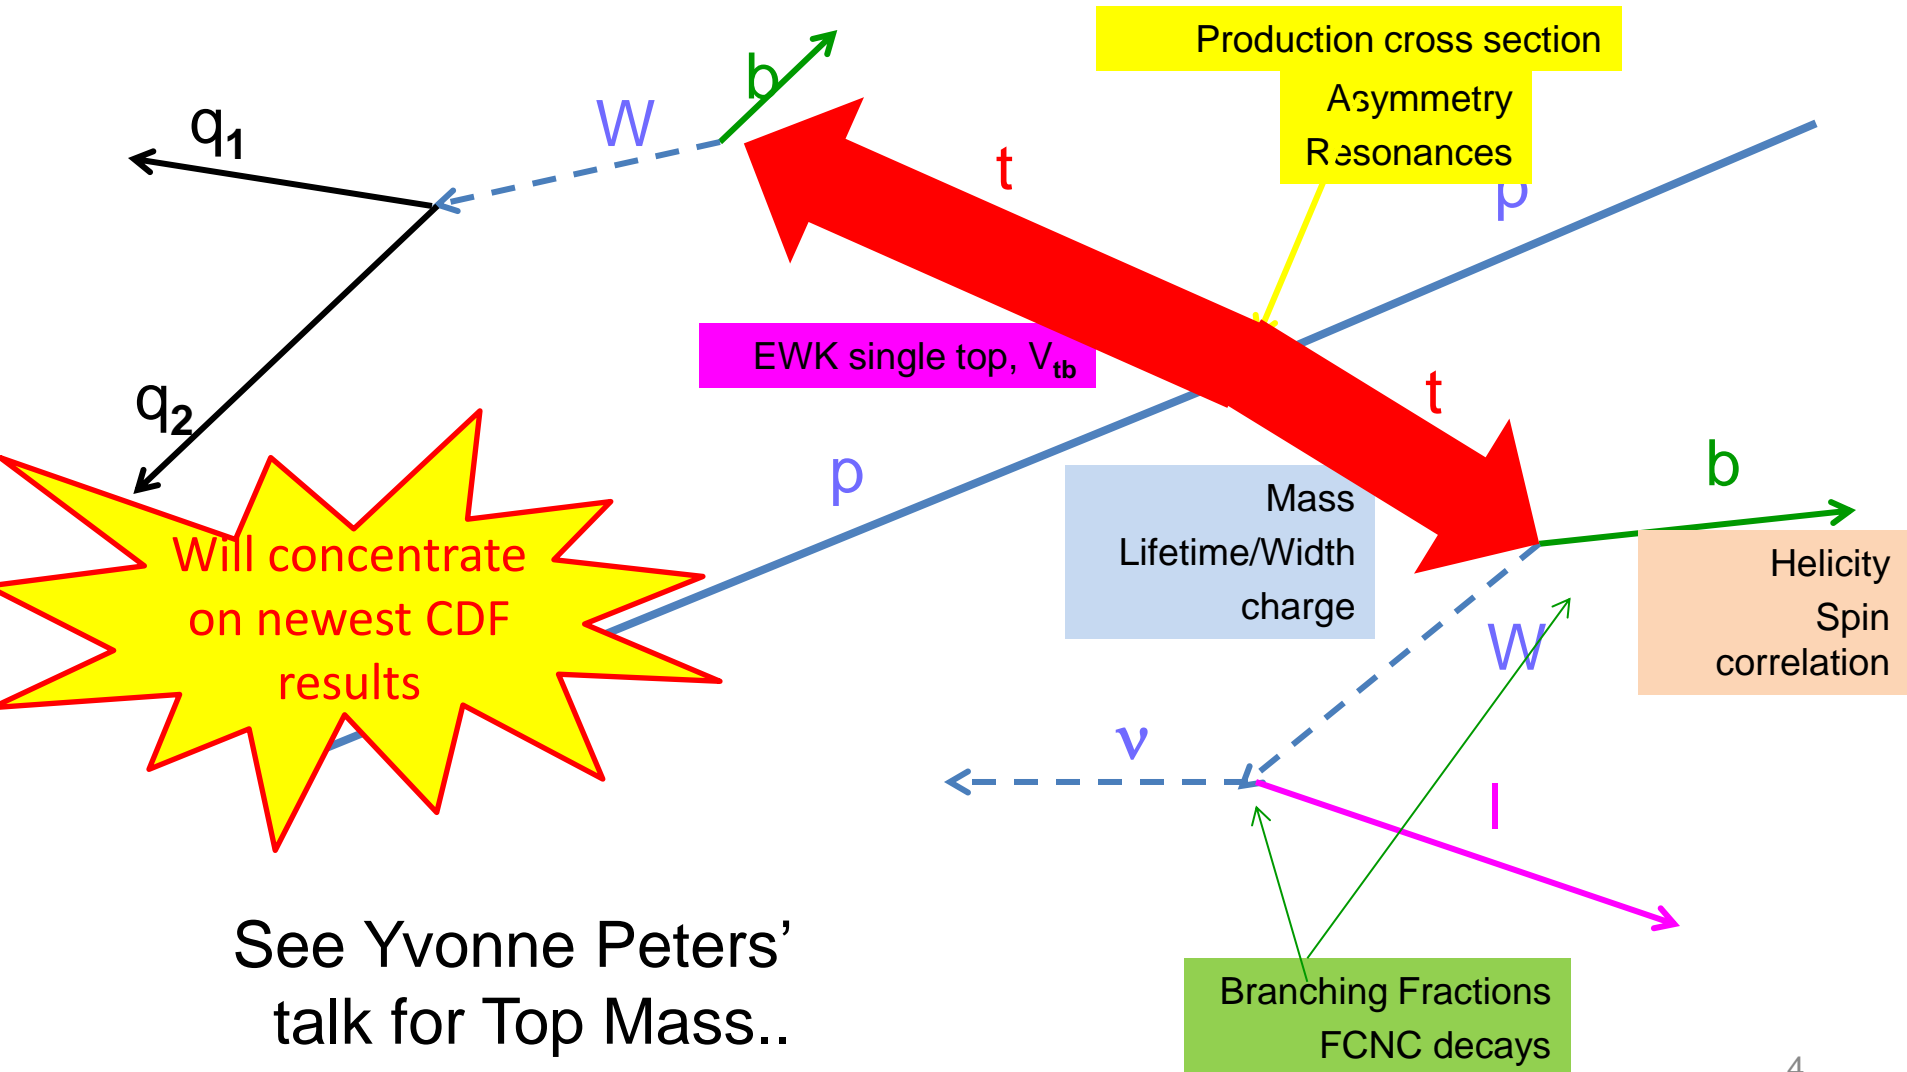 Production cross section
b
Asymmetry
W
q1
t
Resonances
p
EWK single top, Vtb
t
q2
b
p
Mass
Lifetime/Width
charge
Will concentrate
on newest CDF
results
Helicity
Spin
correlation
W
ν
l
See Yvonne Peters’
talk for Top Mass..
Branching Fractions
FCNC decays
4